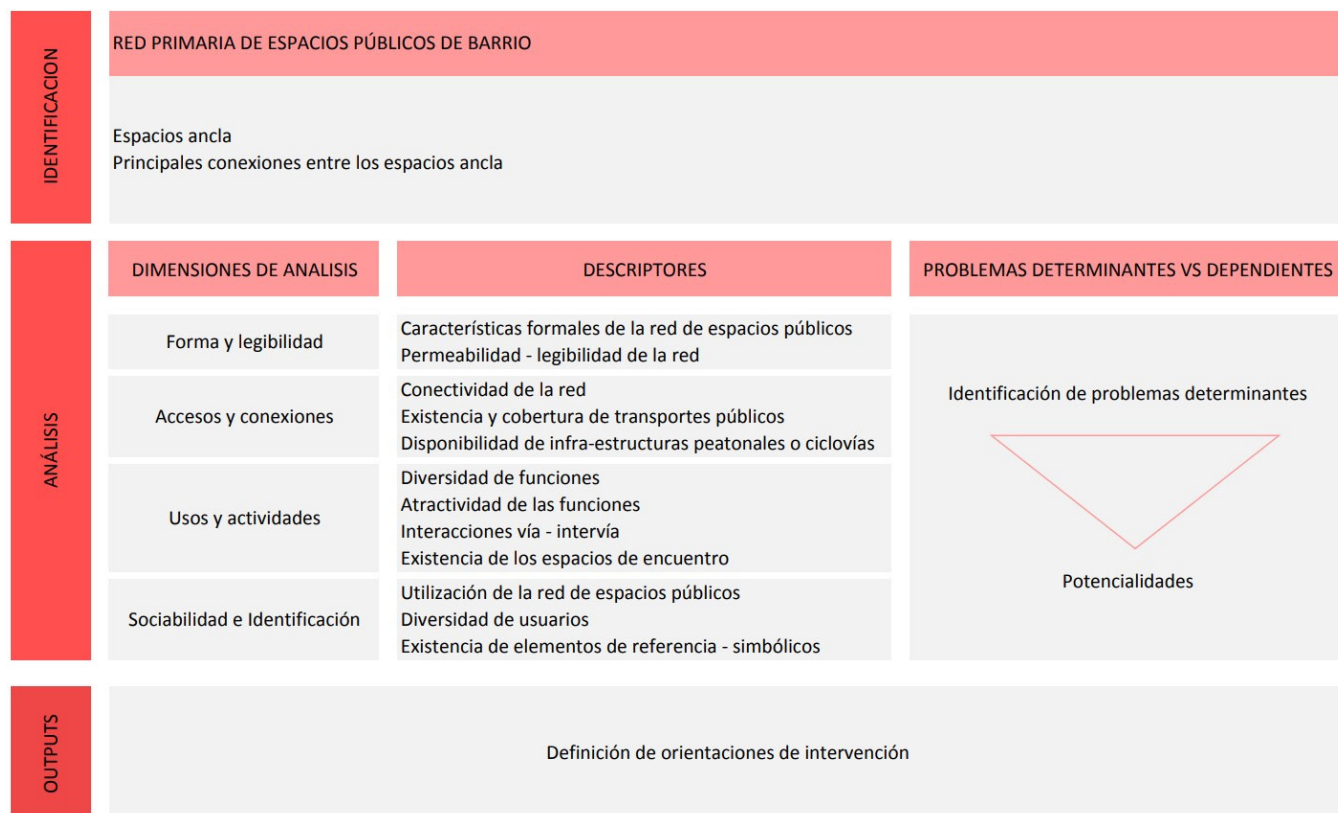 IDENTIFICACION
RED PRIMARIA DE ESPACIOS PÚBLICOS DE BARRIO
Espacios ancla
Principales conexiones entre los espacios ancla
ANÁLISIS
DIMENSIONES DE ANALISIS
DESCRIPTORES
PROBLEMAS DETERMINANTES VS DEPENDIENTES
Forma y legibilidad
Características formales de la red de espacios públicos
Permeabilidad - legibilidad de la red
Accesos y conexiones
Conectividad de la red
Existencia y cobertura de transportes públicos
Disponibilidad de infra-estructuras peatonales o ciclovías
Usos y actividades
Diversidad de funciones
Atractividad de las funciones
Interacciones vía - intervía
Existencia de los espacios de encuentro
Sociabilidad e Identificación
Utilización de la red de espacios públicos
Diversidad de usuarios
Existencia de elementos de referencia - simbólicos
Identificación de problemas determinantes
Potencialidades
OUTPUTS
Definición de orientaciones de intervención